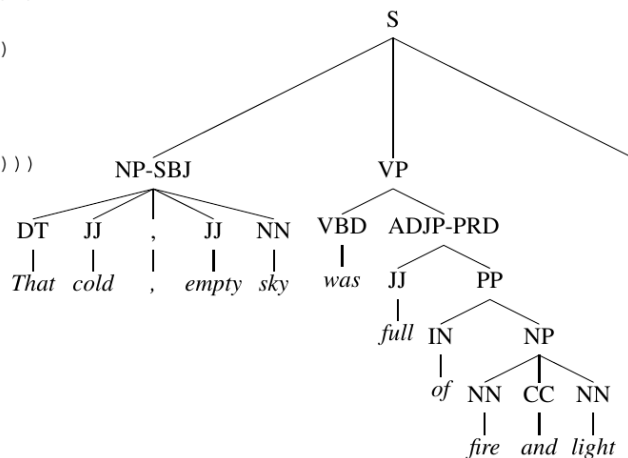 S
)
) ) )
NP-SBJ VP
DT JJ , JJ NN VBD ADJP-PRD
That cold , empty sky was JJ PP
full IN NP
of NN CC NN
fire and light